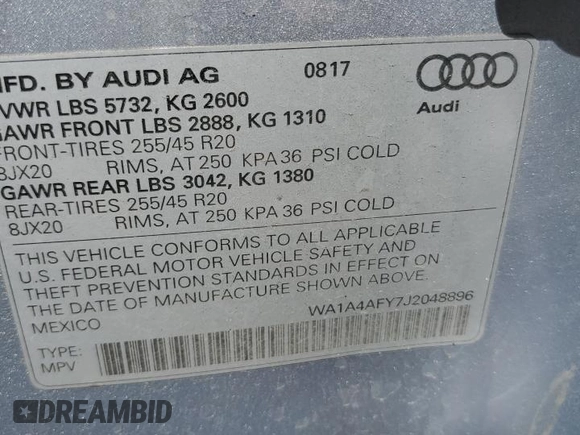 MFD. BY AUDI AG 0817
GVWR LBS 5732, KG 2600
GAWR FRONT LBS 2888, KG 1310
FRONT-TIRES 255/45 R20
8JX20 RIMS, AT 250 KPA 36 PSI COLD
GAWR REAR LBS 3042, KG 1380
REAR-TIRES 255/45 R20
8JX20 RIMS, AT 250 KPA 36 PSI COLD
Audi
THIS VEHICLE CONFORMS TO ALL APPLICABLE
U.S. FEDERAL MOTOR VEHICLE SAFETY AND
THEFT PREVENTION STANDARDS IN EFFECT ON
THE DATE OF MANUFACTURE SHOWN ABOVE.
MEXICO WA1A4AFY7J2048896
TYPE:
MPV
DREAMBID